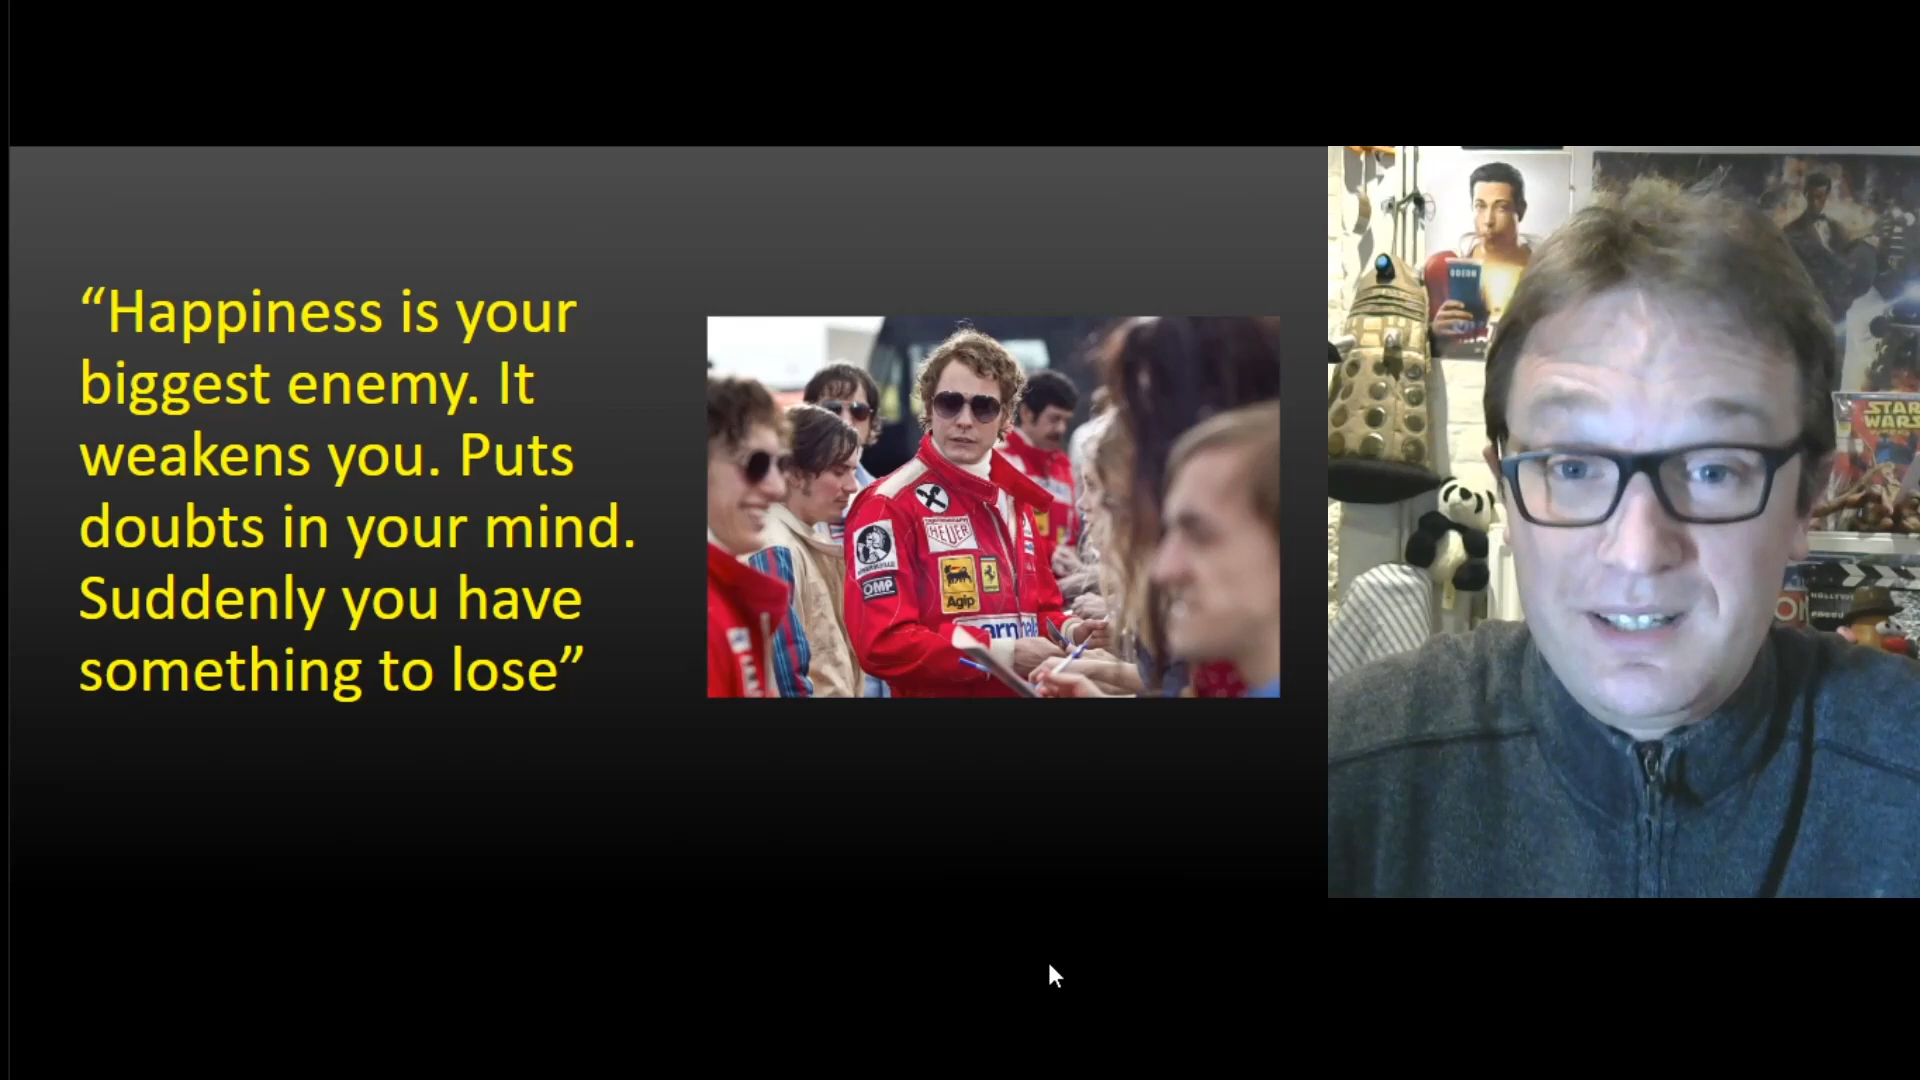 “Happiness is your
biggest enemy. It
weakens you. Puts
doubts in your mind.
Suddenly you have
something to lose”
HEUER
OMP
Agip
ODEON
STAR
WARS